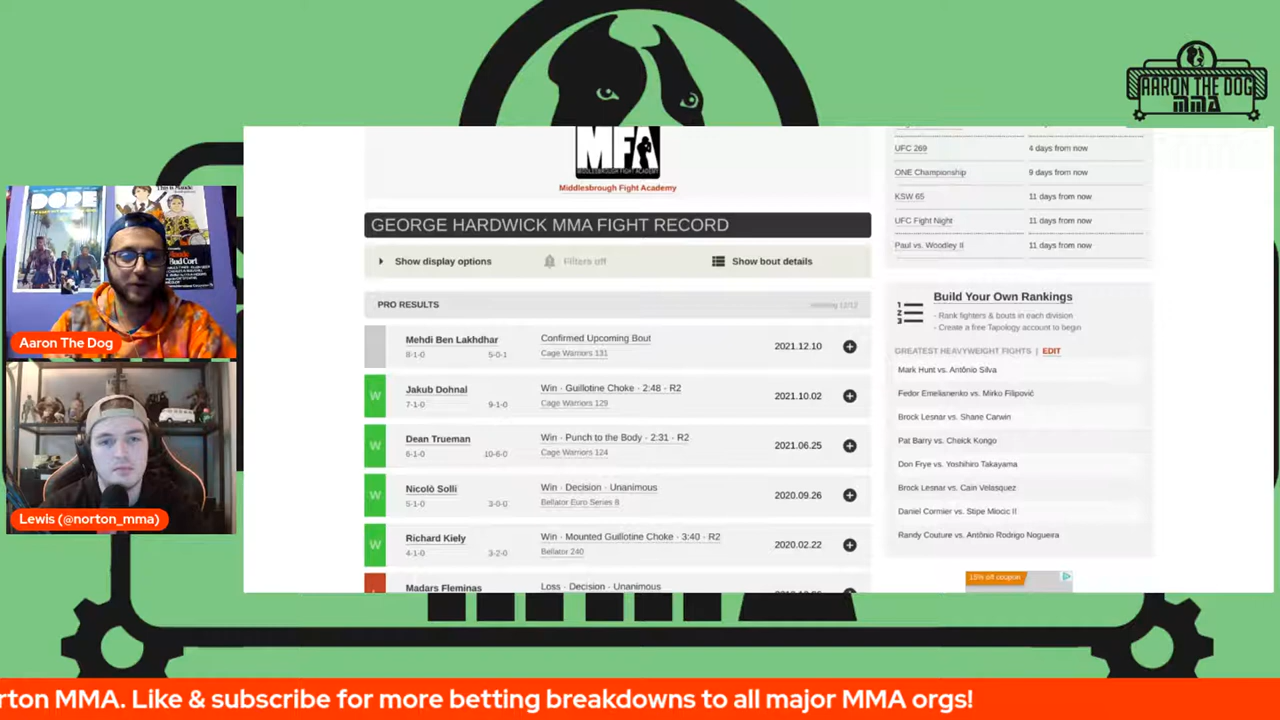 AARON THE DOG
MMA
MFA
MIDDLESBROUGH FIGHT ACADEMY
Middlesbrough Fight Academy
GEORGE HARDWICK MMA FIGHT RECORD
Show display options
Filters off
Show bout details
PRO RESULTS
Mehdi Ben Lakhdhar
Confirmed Upcoming Bout
8-1-0
5-0-1
Cage Warriors 131
2021.12.10
W
Jakub Dohnal
Win · Guillotine Choke · 2:48 · R2
7-1-0
9-1-0
Cage Warriors 129
2021.10.02
W
Dean Trueman
Win · Punch to the Body · 2:31 · R2
6-1-0
10-6-0
Cage Warriors 124
2021.06.25
W
Nicolò Solli
Win · Decision · Unanimous
5-1-0
3-0-0
Bellator Euro Series 8
2020.09.26
W
Richard Kiely
Win · Mounted Guillotine Choke · 3:40 · R2
4-1-0
3-2-0
Bellator 240
2020.02.22
Madars Fleminas
Loss · Decision · Unanimous
UFC 269
4 days from now
ONE Championship
9 days from now
KSW 65
11 days from now
UFC Fight Night
11 days from now
Paul vs. Woodley II
11 days from now
1
2
3
Build Your Own Rankings
- Rank fighters & bouts in each division
- Create a free Tapology account to begin
GREATEST HEAVYWEIGHT FIGHTS | EDIT
Mark Hunt vs. Antônio Silva
Fedor Emelianenko vs. Mirko Filipović
Brock Lesnar vs. Shane Carwin
Pat Barry vs. Cheick Kongo
Don Frye vs. Yoshihiro Takayama
Brock Lesnar vs. Cain Velasquez
Daniel Cormier vs. Stipe Miocic II
Randy Couture vs. Antônio Rodrigo Nogueira
15% off coupon
DOPE
This is Maude
Bud Cort
Aaron The Dog
Lewis (@norton_mma)
rton MMA. Like & subscribe for more betting breakdowns to all major MMA orgs!